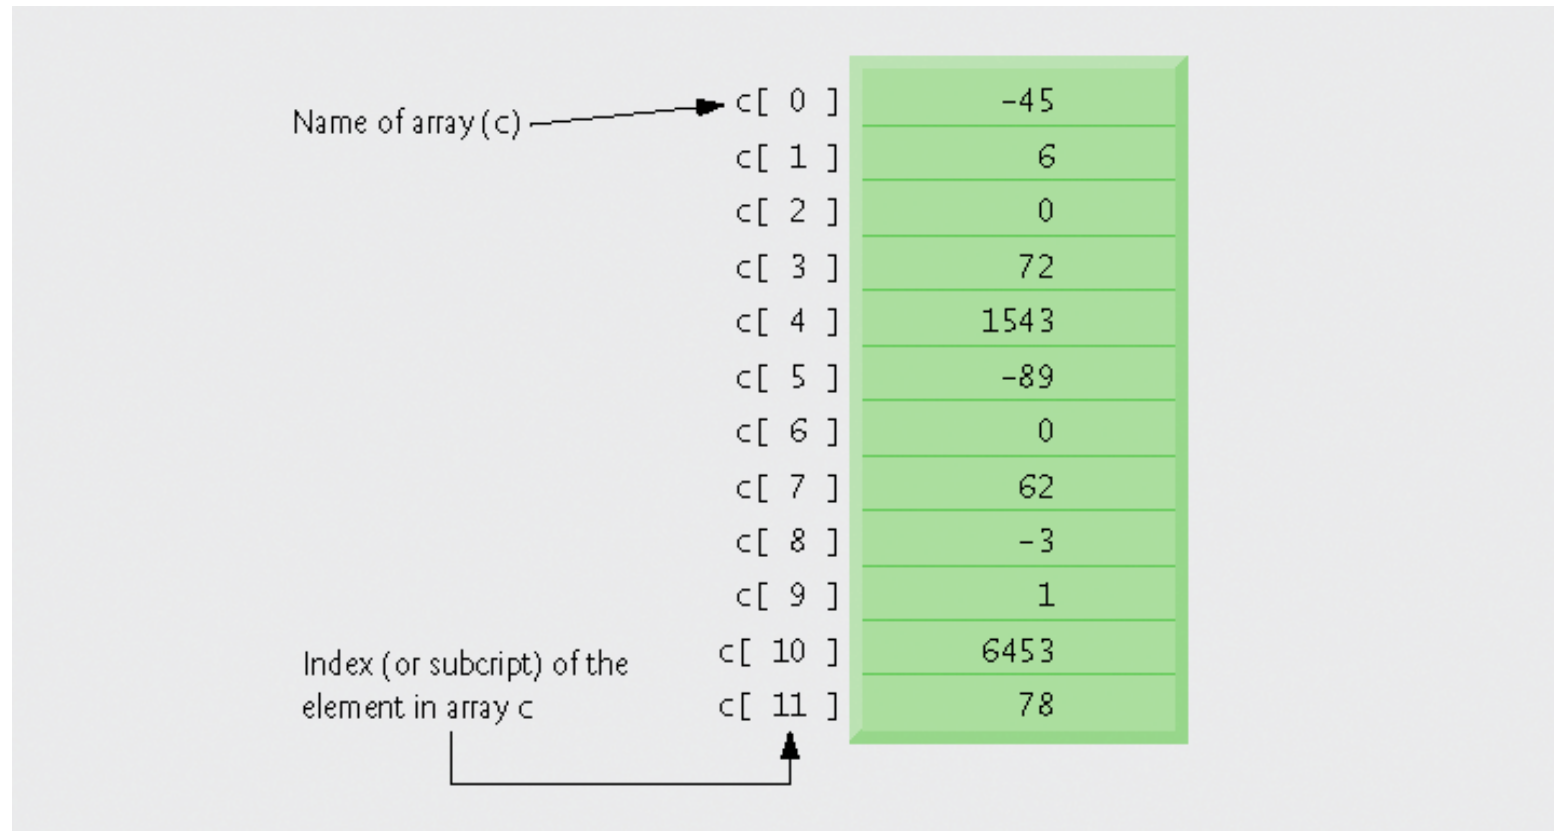 Name of array (c)
c[ 0 ] -45
c[ 1 ] 6
c[ 2 ] 0
c[ 3 ] 72
c[ 4 ] 1543
c[ 5 ] -89
c[ 6 ] 0
c[ 7 ] 62
c[ 8 ] -3
c[ 9 ] 1
c[ 10 ] 6453
c[ 11 ] 78
Index (or subcript) of the
element in array c